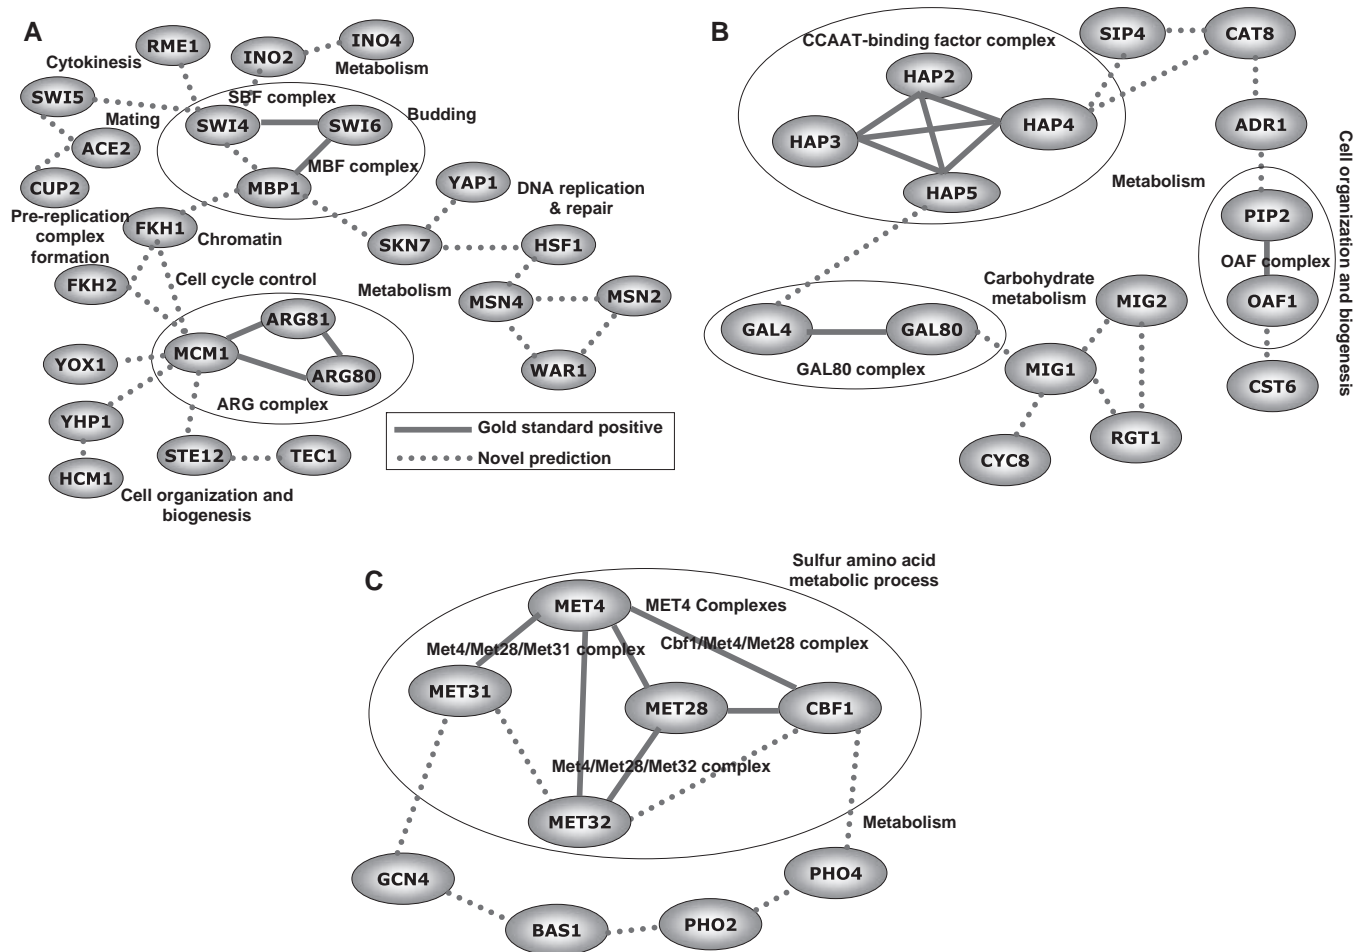 A
RME1
INO2
INO4
Cytokinesis
Metabolism
SWI5
SBF complex
SWI4
SWI6
Budding
Mating
ACE2
MBF complex
CUP2
MBP1
YAP1
DNA replication
& repair
Pre-replication
complex
formation
FKH1
Chromatin
SKN7
HSF1
FKH2
Cell cycle control
Metabolism
MSN4
MSN2
ARG81
MCM1
YOX1
ARG80
WAR1
ARG complex
YHP1
STE12
TEC1
HCM1
Cell organization and
biogenesis
Gold standard positive
Novel prediction
B
CCAAT-binding factor complex
SIP4
CAT8
HAP2
HAP3
HAP4
ADR1
HAP5
Metabolism
PIP2
OAF complex
OAF1
Cell organization and biogenesis
Carbohydrate
metabolism
MIG2
GAL4
GAL80
GAL80 complex
MIG1
CST6
RGT1
CYC8
C
Sulfur amino acid
metabolic process
MET4
MET4 Complexes
Met4/Met28/Met31 complex
Cbf1/Met4/Met28 complex
MET31
MET28
CBF1
Met4/Met28/Met32 complex
MET32
Metabolism
GCN4
PHO4
BAS1
PHO2